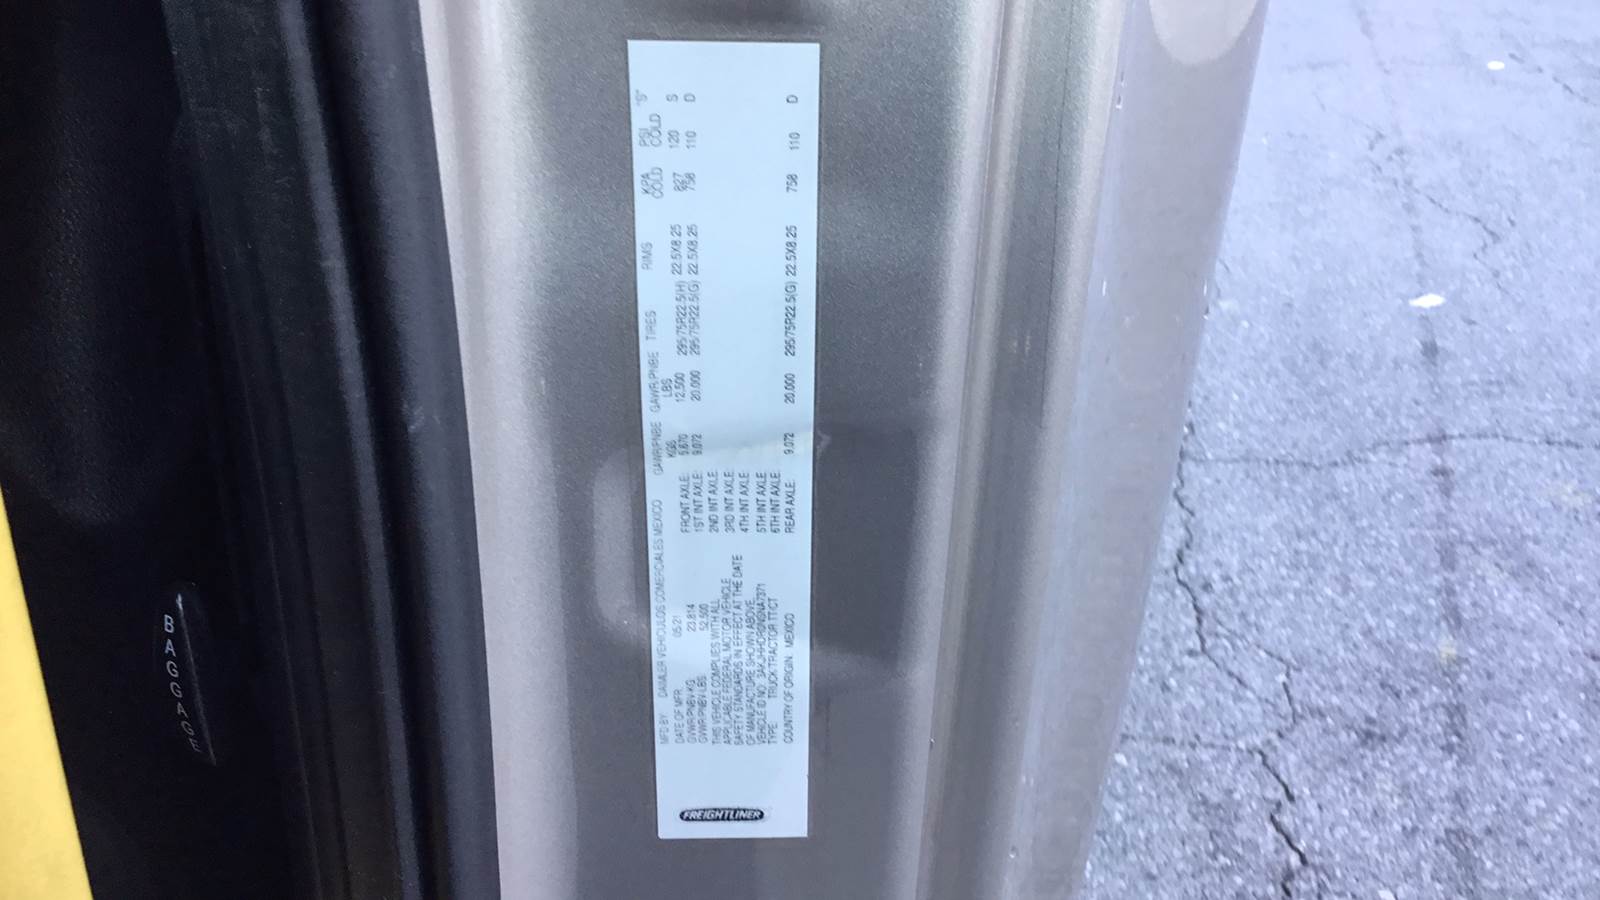 FREIGHTLINER
MFD BY DAIMLER VEHICULOS COMERCIALES MEXICO
DATE OF MFR 05/21
GVWR/PNBV-KG 23,814
GVWR/PNBV-LBS 52,500
THIS VEHICLE COMPLIES WITH ALL
APPLICABLE FEDERAL MOTOR VEHICLE
SAFETY STANDARDS IN EFFECT AT THE DATE
OF MANUFACTURE SHOWN ABOVE.
VEHICLE ID NO:
TYPE: TRUCK TRACTOR TT/CT
COUNTRY OF ORIGIN: MEXICO
GAWR/PNBE KGS GAWR/PNBE LBS TIRES RIMS KPA COLD PSI COLD "S"
FRONT AXLE: 5,670 12,500 295/75R22.5(H) 22.5X8.25 827 120 S
1ST INT AXLE: 9,072 20,000 295/75R22.5(G) 22.5X8.25 758 110 D
2ND INT AXLE:
3RD INT AXLE:
4TH INT AXLE:
5TH INT AXLE:
6TH INT AXLE:
REAR AXLE: 9,072 20,000 295/75R22.5(G) 22.5X8.25 758 110 D
BAGGAGE